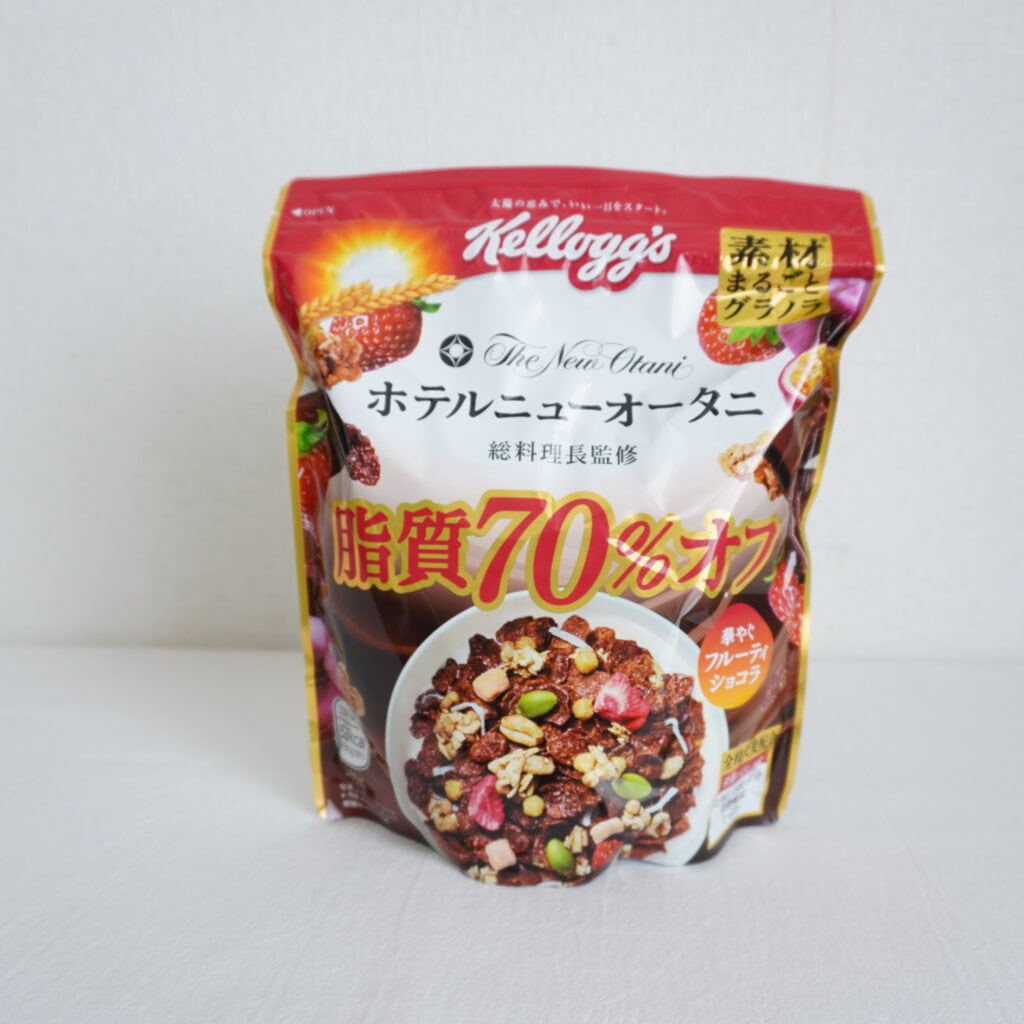 ◀OPEN
太陽の恵みで、いい一日をスタート。
Kellogg's
素材
まるごと
グラノラ
The New Otani
ホテルニューオータニ
総料理長監修
脂質70%オフ
華やぐ
フルーティ
ショコラ